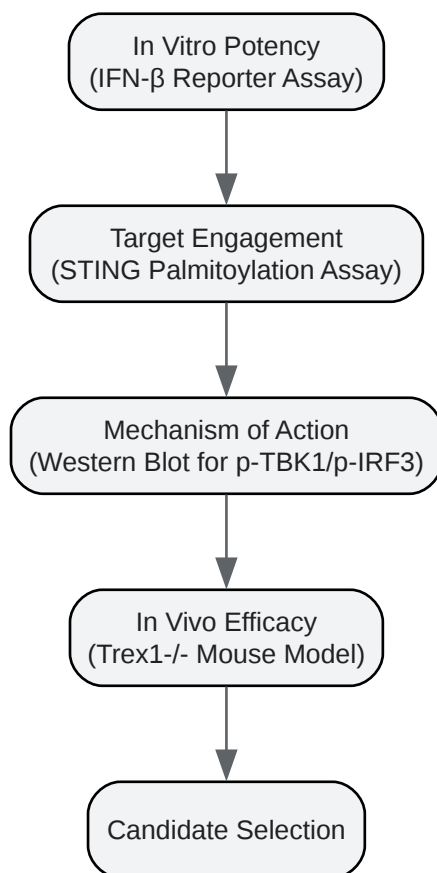 In Vitro Potency
(IFN-β Reporter Assay)
Target Engagement
(STING Palmitoylation Assay)
Mechanism of Action
(Western Blot for p-TBK1/p-IRF3)
In Vivo Efficacy
(Trex1-/- Mouse Model)
Candidate Selection